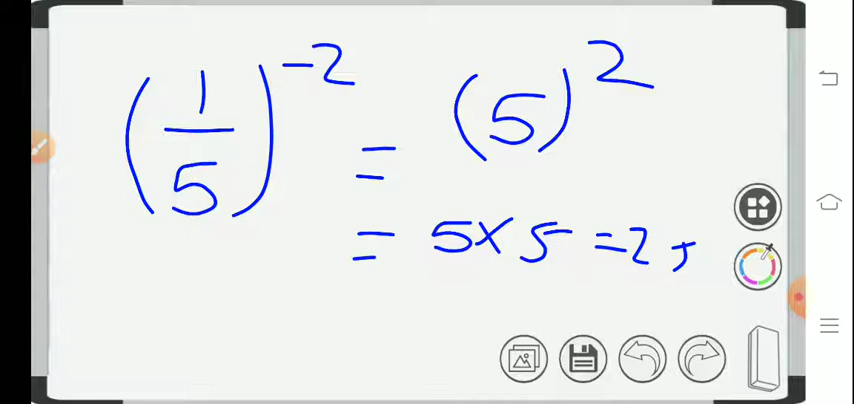 (1/5)^-2 = (5)^2
= 5 × 5 = 25